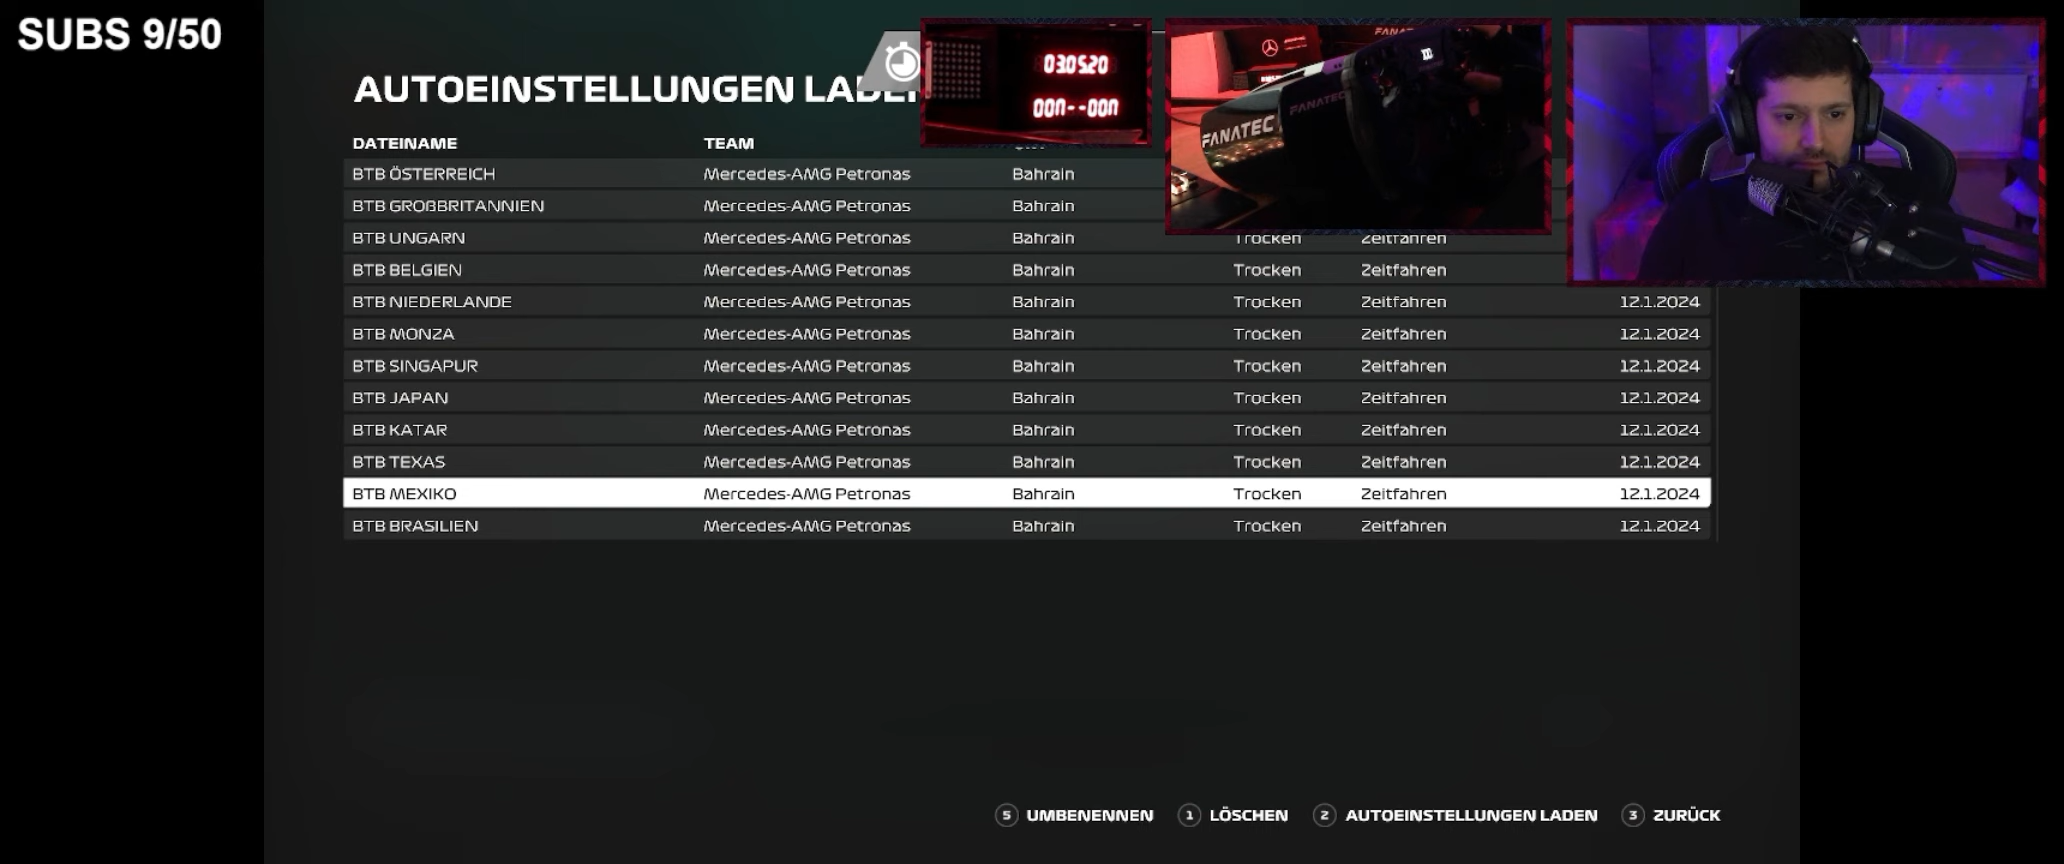 SUBS 9/50
AUTOEINSTELLUNGEN
03:05:20
FANATEC
FANATEC
DATEINAME TEAM
BTB ÖSTERREICH Mercedes-AMG Petronas Bahrain
BTB GROßBRITANNIEN Mercedes-AMG Petronas Bahrain
BTB UNGARN Mercedes-AMG Petronas Bahrain Trocken Zeitfahren
BTB BELGIEN Mercedes-AMG Petronas Bahrain Trocken Zeitfahren
BTB NIEDERLANDE Mercedes-AMG Petronas Bahrain Trocken Zeitfahren 12.1.2024
BTB MONZA Mercedes-AMG Petronas Bahrain Trocken Zeitfahren 12.1.2024
BTB SINGAPUR Mercedes-AMG Petronas Bahrain Trocken Zeitfahren 12.1.2024
BTB JAPAN Mercedes-AMG Petronas Bahrain Trocken Zeitfahren 12.1.2024
BTB KATAR Mercedes-AMG Petronas Bahrain Trocken Zeitfahren 12.1.2024
BTB TEXAS Mercedes-AMG Petronas Bahrain Trocken Zeitfahren 12.1.2024
BTB MEXIKO Mercedes-AMG Petronas Bahrain Trocken Zeitfahren 12.1.2024
BTB BRASILIEN Mercedes-AMG Petronas Bahrain Trocken Zeitfahren 12.1.2024
5 UMBENENNEN 1 LÖSCHEN 2 AUTOEINSTELLUNGEN LADEN 3 ZURÜCK